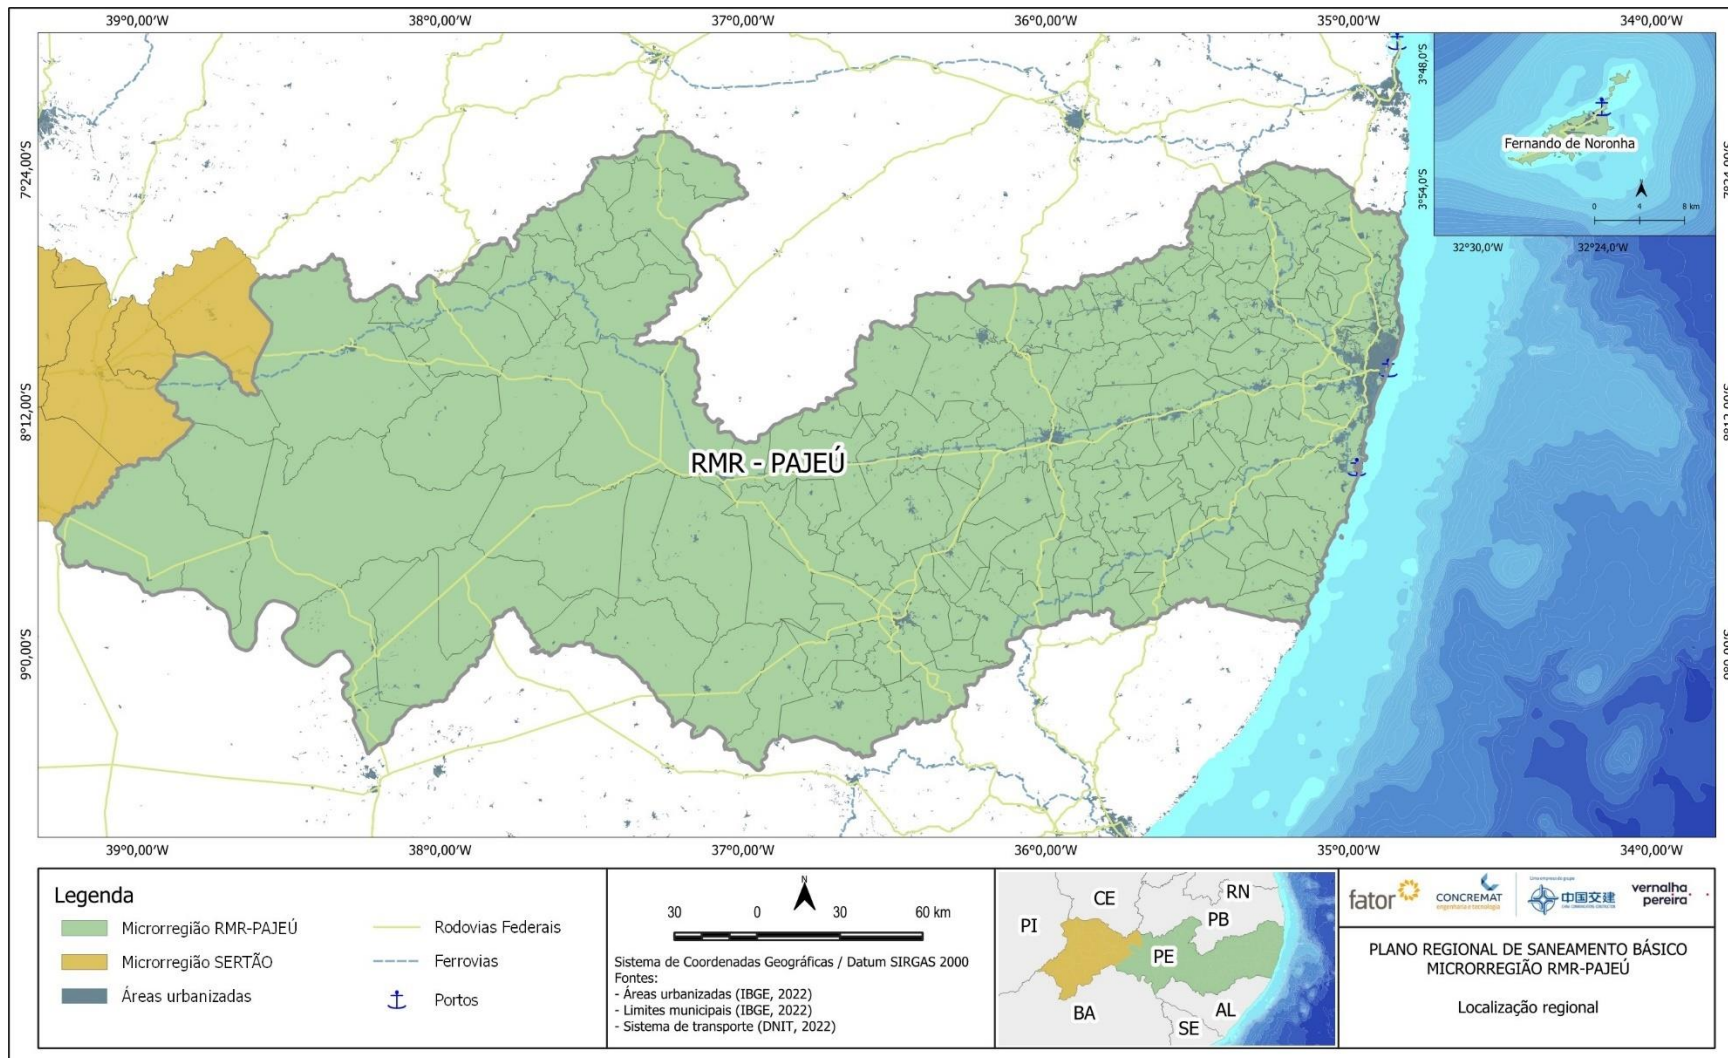 39°0,00'W 38°0,00'W 37°0,00'W 36°0,00'W 35°0,00'W 34°0,00'W
7°24,00'S
8°12,00'S
9°0,00'S
3°48,0'S
3°54,0'S
Fernando de Noronha
N
0 4 8 km
32°30,0'W 32°24,0'W
RMR - PAJEÚ
39°0,00'W 38°0,00'W 37°0,00'W 36°0,00'W 35°0,00'W 34°0,00'W
Legenda
Microrregião RMR-PAJEÚ
Microrregião SERTÃO
Áreas urbanizadas
Rodovias Federais
Ferrovias
Portos
N
30 0 30 60 km
Sistema de Coordenadas Geográficas / Datum SIRGAS 2000
Fontes:
- Áreas urbanizadas (IBGE, 2022)
- Limites municipais (IBGE, 2022)
- Sistema de transporte (DNIT, 2022)
CE
RN
PI
PB
PE
BA
AL
SE
fator
CONCREMAT
engenharia e tecnologia
Uma empresa do grupo
中国交建
vernalha
pereira
PLANO REGIONAL DE SANEAMENTO BÁSICO
MICRORREGIÃO RMR-PAJEÚ
Localização regional